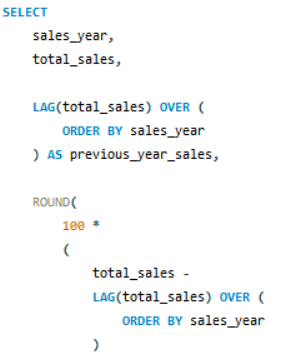 SELECT
sales_year,
total_sales,
LAG(total_sales) OVER (
ORDER BY sales_year
) AS previous_year_sales,
ROUND(
100 *
(
total_sales -
LAG(total_sales) OVER (
ORDER BY sales_year
)